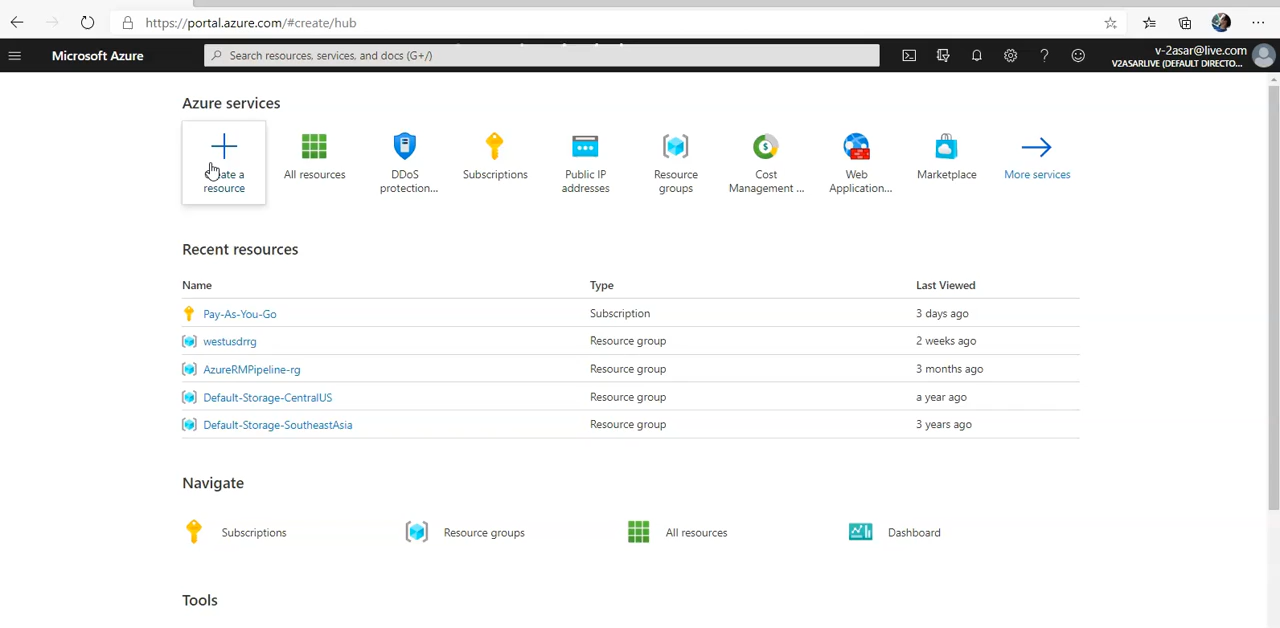 https://portal.azure.com/#create/hub
Microsoft Azure
Search resources, services, and docs (G+/)
v-2asar@live.com
V2ASARLIVE (DEFAULT DIRECTO...
Azure services
Create a
resource
All resources
DDoS
protection...
Subscriptions
Public IP
addresses
Resource
groups
Cost
Management ...
Web
Application...
Marketplace
More services
Recent resources
Name Type Last Viewed
Pay-As-You-Go Subscription 3 days ago
westusdrrg Resource group 2 weeks ago
AzureRMPipeline-rg Resource group 3 months ago
Default-Storage-CentralUS Resource group a year ago
Default-Storage-SoutheastAsia Resource group 3 years ago
Navigate
Subscriptions Resource groups All resources Dashboard
Tools